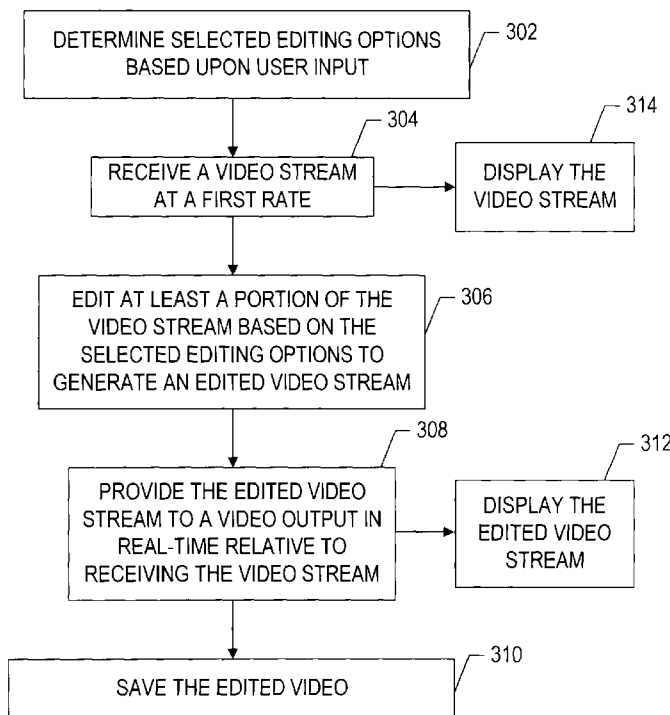 DETERMINE SELECTED EDITING OPTIONS
BASED UPON USER INPUT
302
304
RECEIVE A VIDEO STREAM
AT A FIRST RATE
314
DISPLAY THE
VIDEO STREAM
306
EDIT AT LEAST A PORTION OF THE
VIDEO STREAM BASED ON THE
SELECTED EDITING OPTIONS TO
GENERATE AN EDITED VIDEO STREAM
308
PROVIDE THE EDITED VIDEO
STREAM TO A VIDEO OUTPUT IN
REAL-TIME RELATIVE TO
RECEIVING THE VIDEO STREAM
312
DISPLAY THE
EDITED VIDEO
STREAM
310
SAVE THE EDITED VIDEO